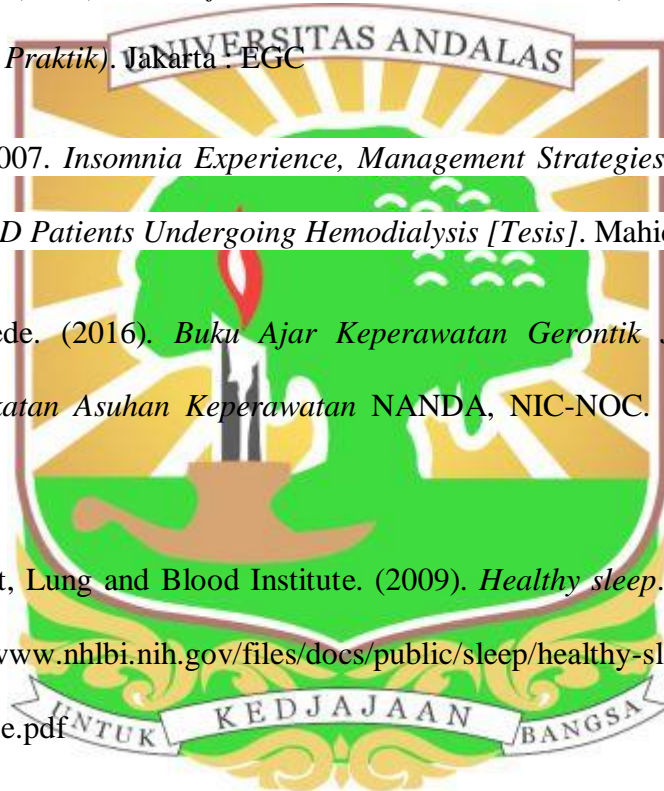 UNIVERSITAS ANDALAS
Praktik). Jakarta : EGC
007. Insomnia Experience, Management Strategies
D Patients Undergoing Hemodialysis [Tesis]. Mahid
ede. (2016). Buku Ajar Keperawatan Gerontik
katan Asuhan Keperawatan NANDA, NIC-NOC.
t, Lung and Blood Institute. (2009). Healthy sleep.
www.nhlbi.nih.gov/files/docs/public/sleep/healthy-sl
e.pdf
UNTUK KEDJAJAAN BANGSA